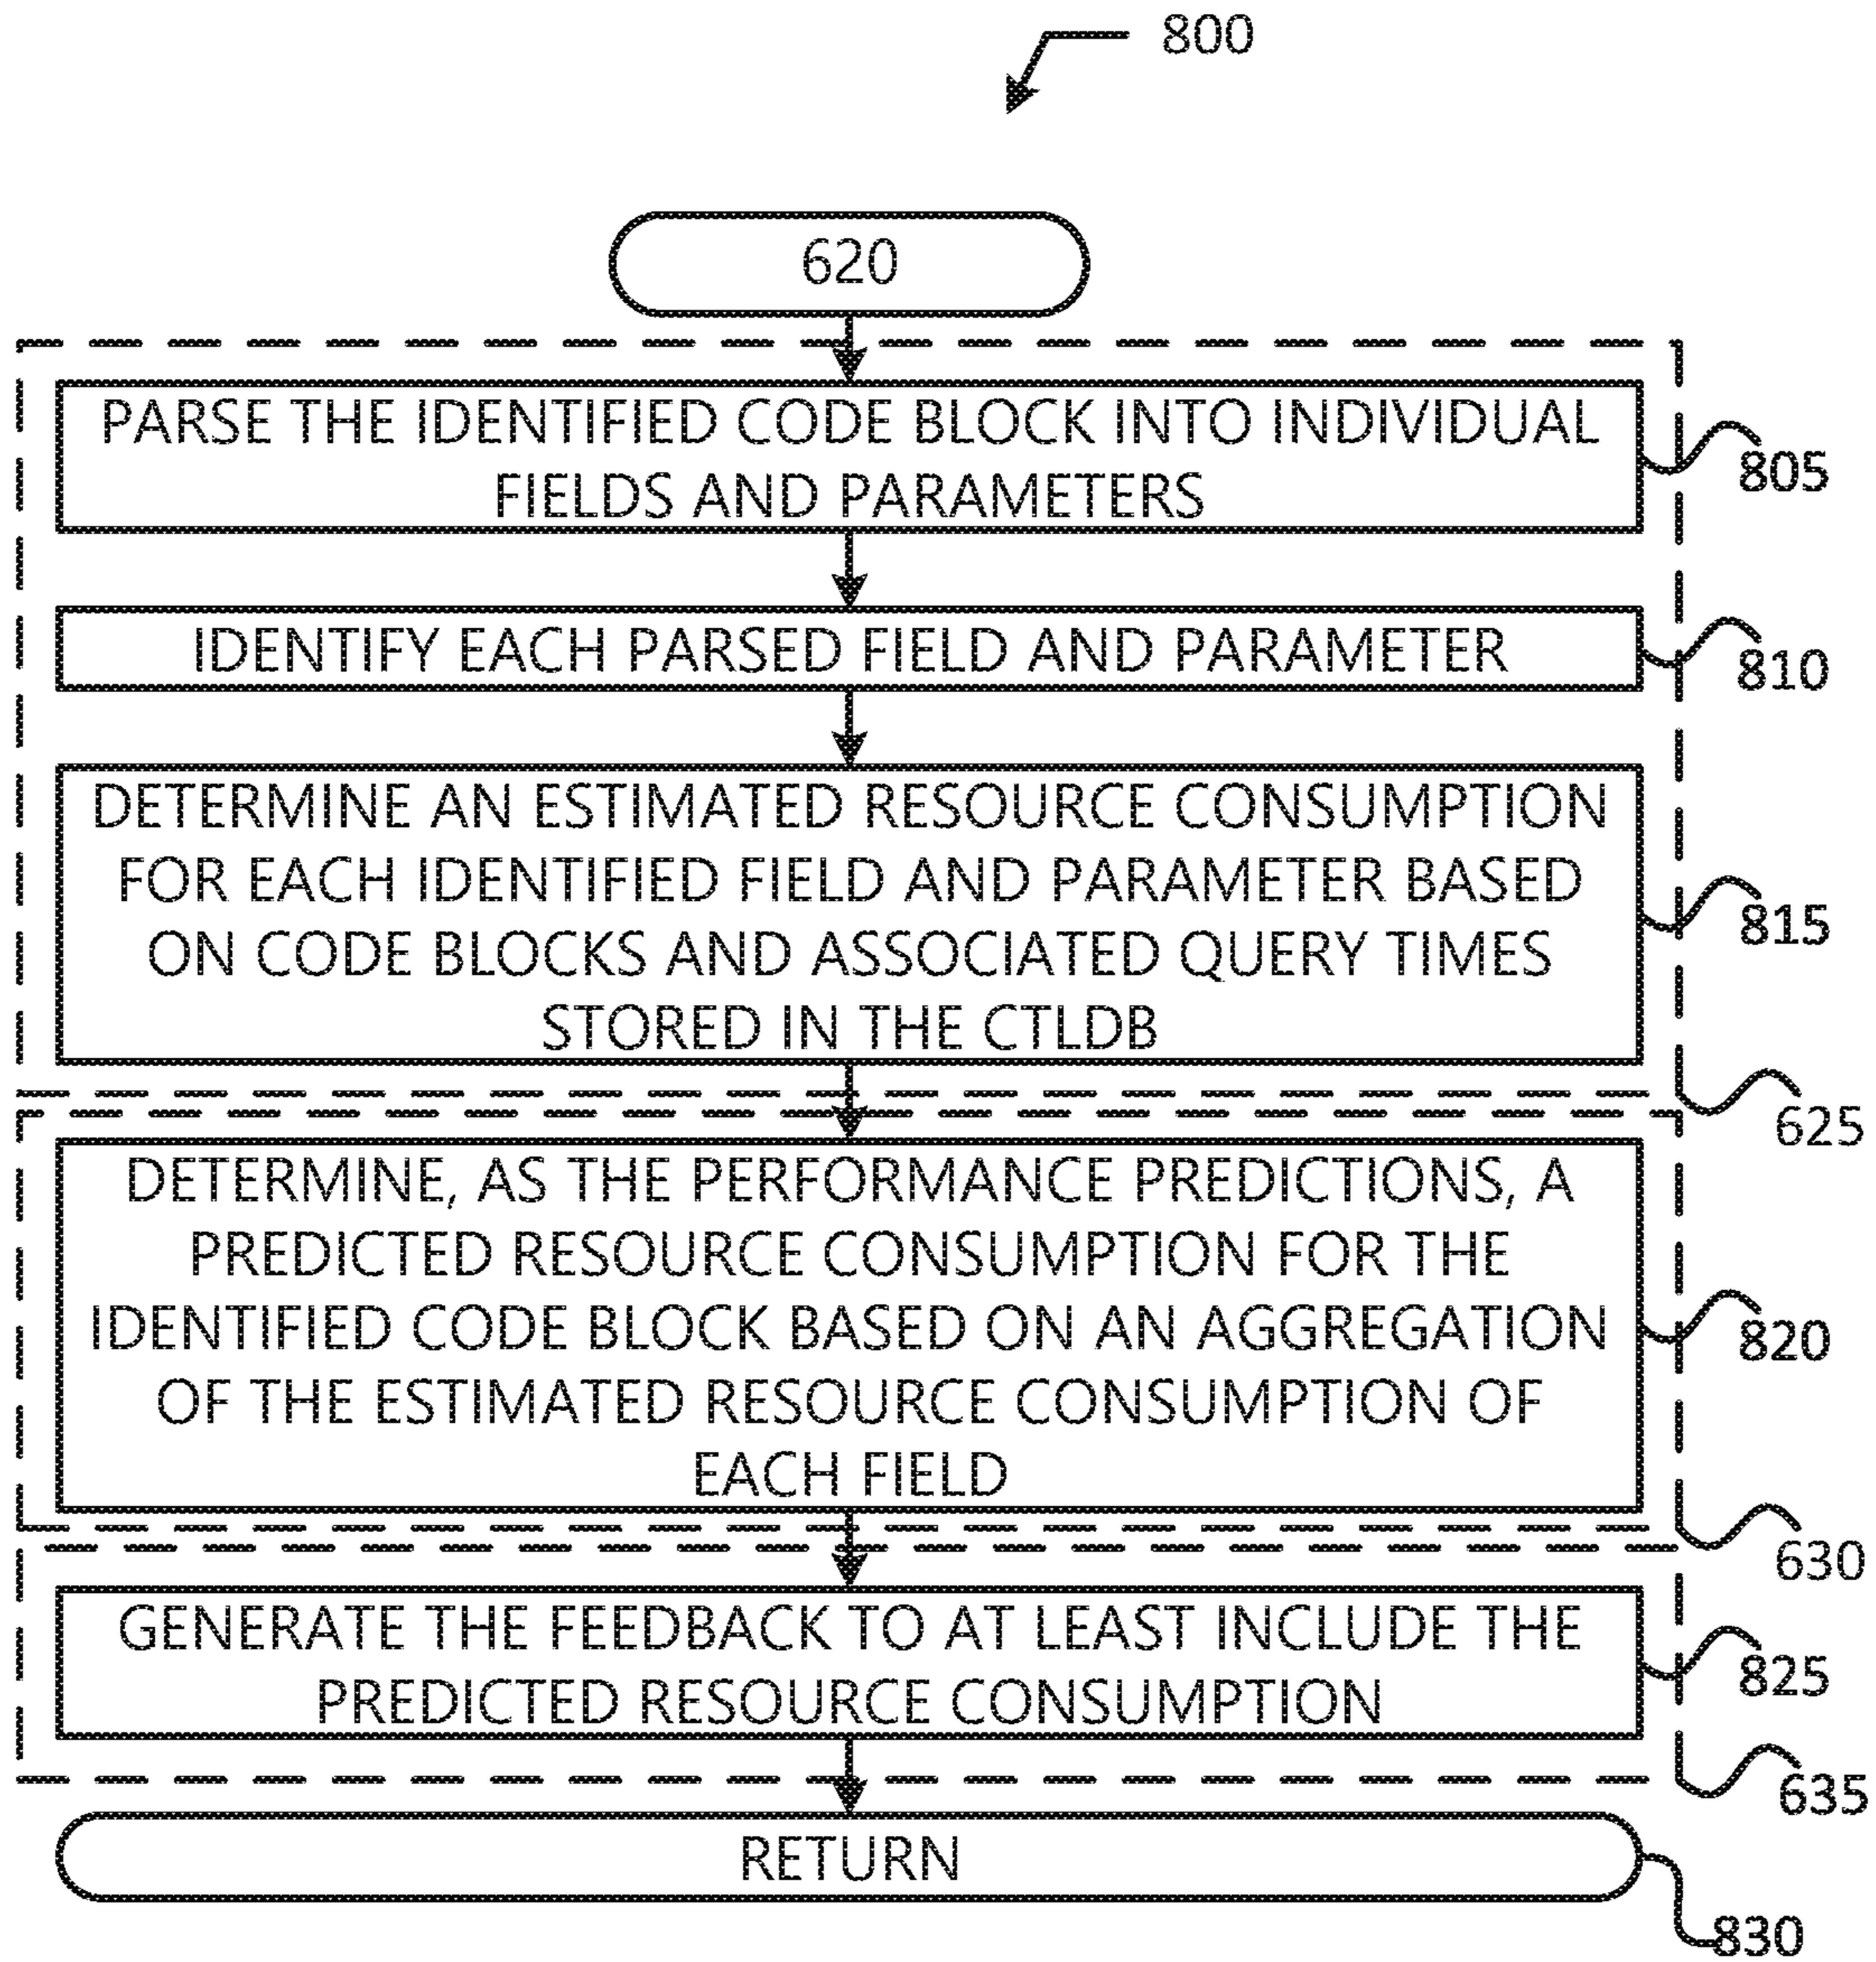 800
620
PARSE THE IDENTIFIED CODE BLOCK INTO INDIVIDUAL
FIELDS AND PARAMETERS
805
IDENTIFY EACH PARSED FIELD AND PARAMETER
810
DETERMINE AN ESTIMATED RESOURCE CONSUMPTION
FOR EACH IDENTIFIED FIELD AND PARAMETER BASED
ON CODE BLOCKS AND ASSOCIATED QUERY TIMES
STORED IN THE CTLDB
815
625
DETERMINE, AS THE PERFORMANCE PREDICTIONS, A
PREDICTED RESOURCE CONSUMPTION FOR THE
IDENTIFIED CODE BLOCK BASED ON AN AGGREGATION
OF THE ESTIMATED RESOURCE CONSUMPTION OF
EACH FIELD
820
630
GENERATE THE FEEDBACK TO AT LEAST INCLUDE THE
PREDICTED RESOURCE CONSUMPTION
825
635
RETURN
830